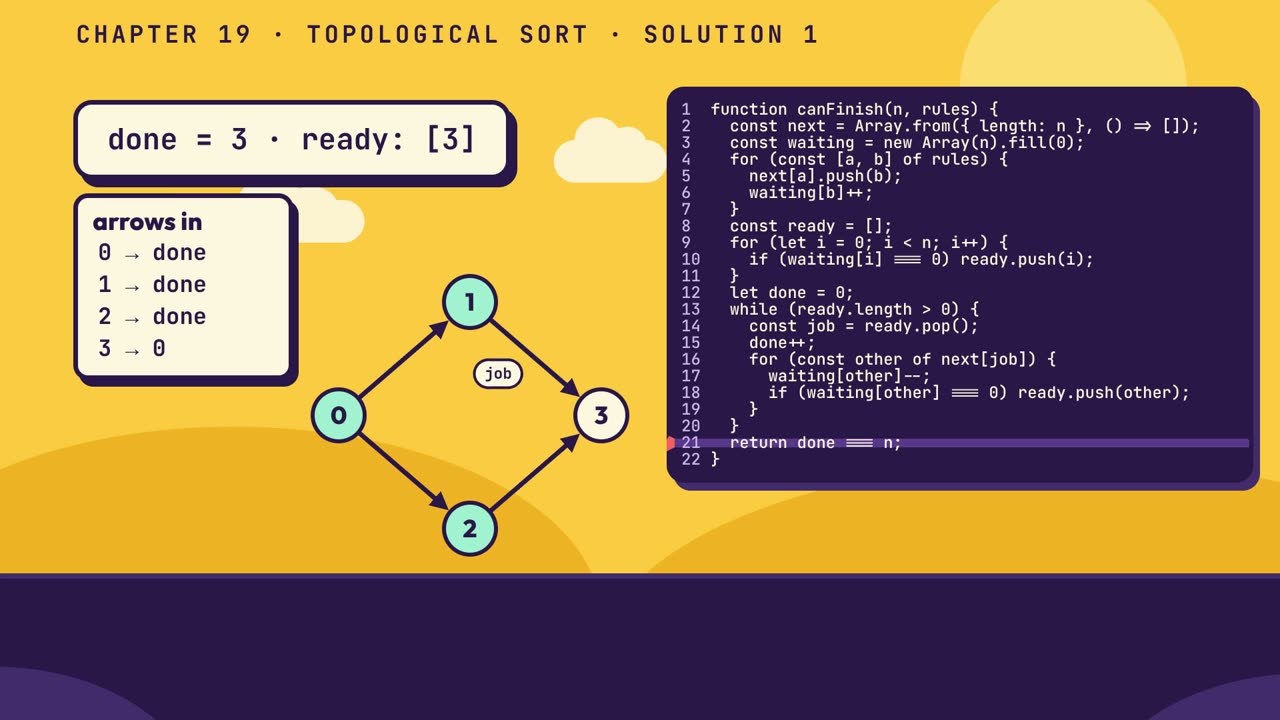 CHAPTER 19 · TOPOLOGICAL SORT · SOLUTION 1
done = 3 · ready: [3]
arrows in
0 → done
1 → done
2 → done
3 → 0
1
job
0
3
2
1 function canFinish(n, rules) {
2 const next = Array.from({ length: n }, () => []);
3 const waiting = new Array(n).fill(0);
4 for (const [a, b] of rules) {
5 next[a].push(b);
6 waiting[b]++;
7 }
8 const ready = [];
9 for (let i = 0; i < n; i++) {
10 if (waiting[i] === 0) ready.push(i);
11 }
12 let done = 0;
13 while (ready.length > 0) {
14 const job = ready.pop();
15 done++;
16 for (const other of next[job]) {
17 waiting[other]--;
18 if (waiting[other] === 0) ready.push(other);
19 }
20 }
21 return done === n;
22 }